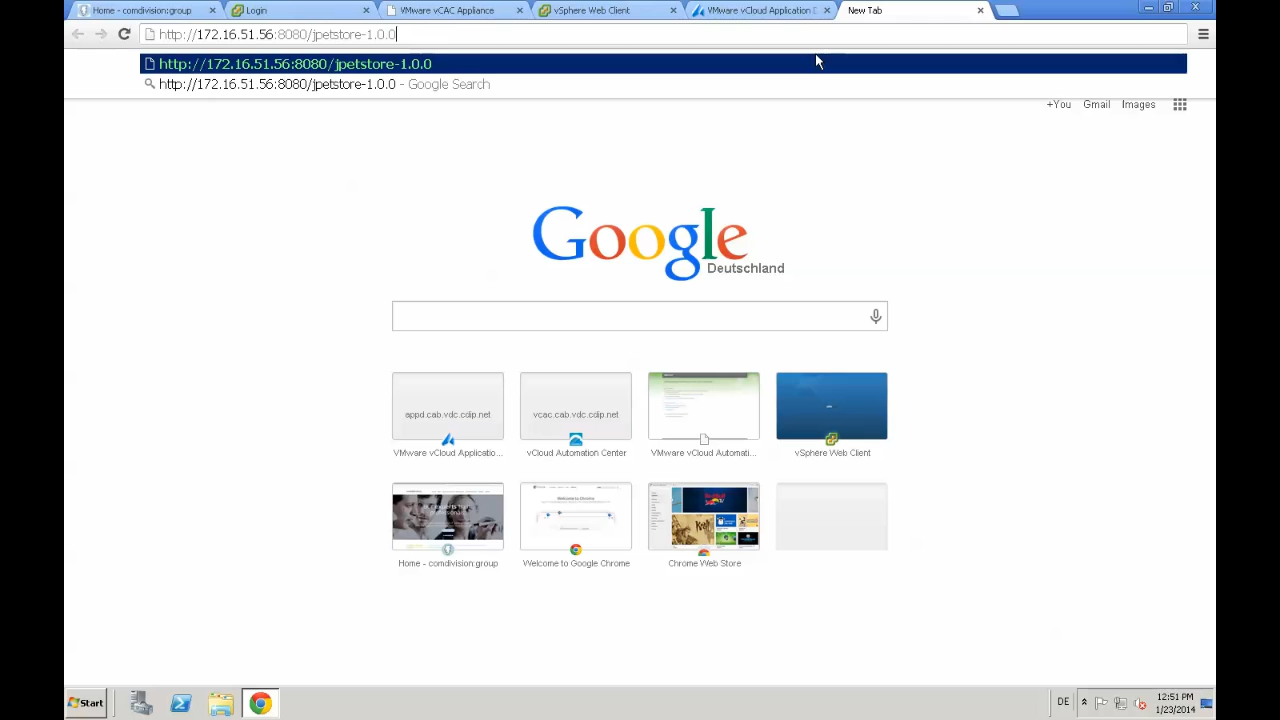 Home - comdivision:group
Login
VMware vCAC Appliance
vSphere Web Client
VMware vCloud Application D
New Tab
http://172.16.51.56:8080/jpetstore-1.0.0
http://172.16.51.56:8080/jpetstore-1.0.0
http://172.16.51.56:8080/jpetstore-1.0.0 - Google Search
+You Gmail Images
Google
Deutschland
appd.cab.vdc.cdip.net
vcac.cab.vdc.cdip.net
VMware vCloud Applicatio...
vCloud Automation Center
VMware vCloud Automati...
vSphere Web Client
Home - comdivision:group
Welcome to Google Chrome
Chrome Web Store
Start
DE
12:51 PM
1/23/2014